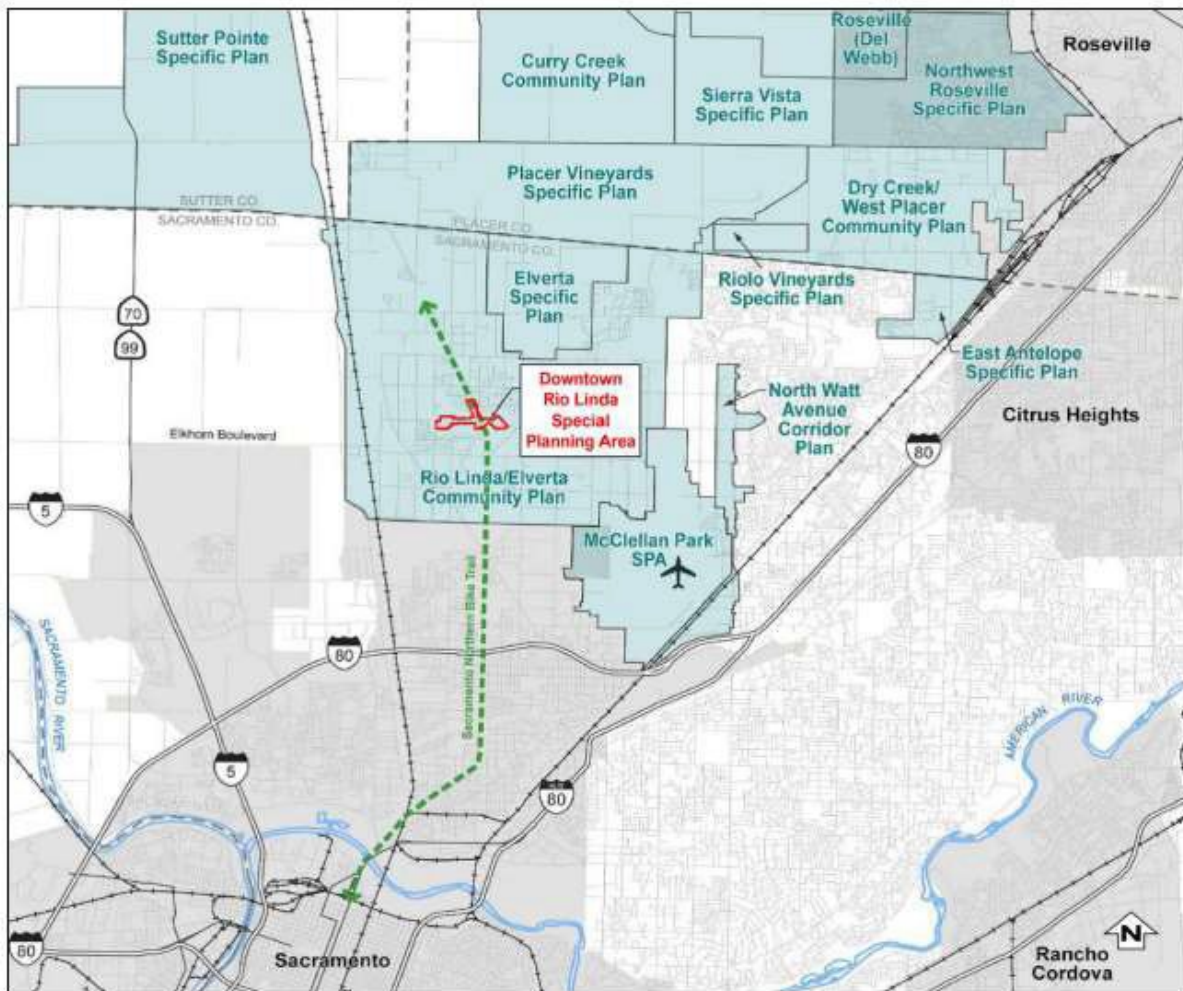 Sutter Pointe
Specific Plan
Curry Creek
Community Plan
Roseville
(Del
Webb)
Roseville
Northwest
Roseville
Specific Plan
Sierra Vista
Specific Plan
Placer Vineyards
Specific Plan
Dry Creek/
West Placer
Community Plan
SUTTER CO.
SACRAMENTO CO.
PLACER CO.
SACRAMENTO CO.
Elverta
Specific
Plan
Riolo Vineyards
Specific Plan
70
99
East Antelope
Specific Plan
Downtown
Rio Linda
Special
Planning Area
North Watt
Avenue
Corridor
Plan
Citrus Heights
Elkhorn Boulevard
80
Rio Linda/Elverta
Community Plan
5
McClellan Park
SPA
Sacramento Northern Bike Trail
SACRAMENTO RIVER
80
AMERICAN RIVER
5
80
80
Sacramento
N
Rancho
Cordova